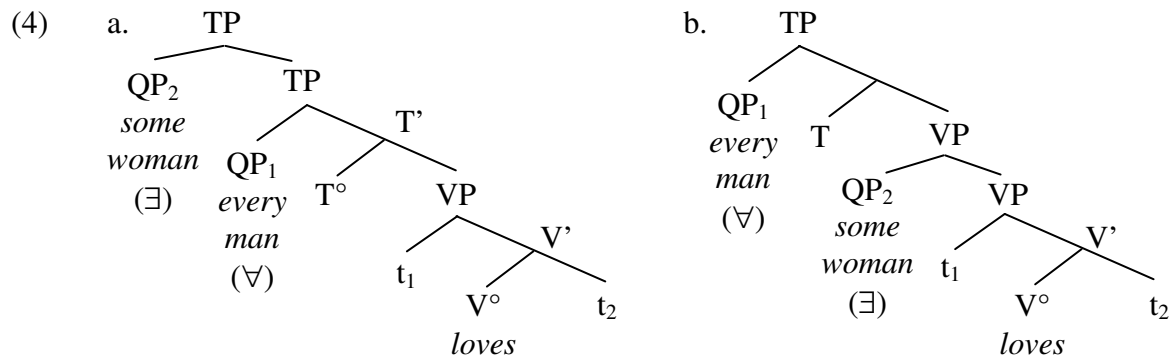 (4) a. TP b. TP
QP₂ TP
some T’ QP₁ T VP
woman QP₁ T° VP every QP₂ VP
(∃) every man some
man V’ (∀) woman t₁ V’
(∀) t₁ (∃)
V° t₂ V° t₂
loves loves